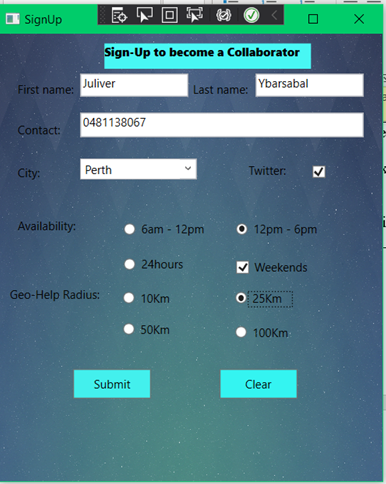 SignUp
Sign-Up to become a Collaborator
First name: Juliver Last name: Ybarsabal
Contact: 0481138067
City: Perth Twitter:
Availability: 6am - 12pm 12pm - 6pm
24hours Weekends
Geo-Help Radius: 10Km 25Km
50Km 100Km
Submit Clear